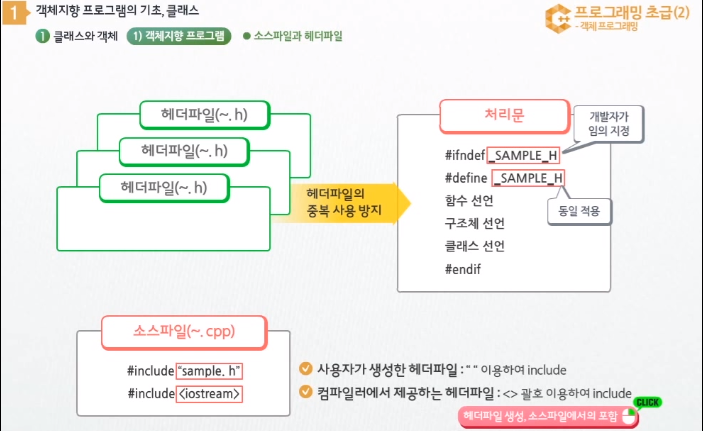 1 객체지향 프로그램의 기초, 클래스
1 클래스와 객체 1) 객체지향 프로그램 ● 소스파일과 헤더파일
C++ 프로그래밍 초급(2)
- 객체 프로그래밍
헤더파일(~. h)
헤더파일(~. h)
헤더파일(~. h)
헤더파일의
중복 사용 방지
처리문
#ifndef _SAMPLE_H
#define _SAMPLE_H
함수 선언
구조체 선언
클래스 선언
#endif
개발자가
임의 지정
동일 적용
소스파일(~. cpp)
#include “sample. h”
#include <iostream>
사용자가 생성한 헤더파일 : “ “ 이용하여 include
컴파일러에서 제공하는 헤더파일 : <> 괄호 이용하여 include
헤더파일 생성, 소스파일에서의 포함
CLICK